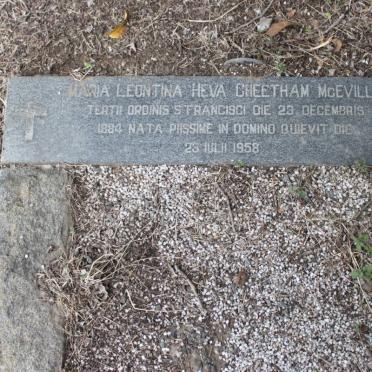 MARIA LEONTINA HEVA CHEETHAM MCEVILL
TERTII ORDINIS S FRANCISCI DIE 23 DECEMBRIS
1884 NATA PIISSIME IN DOMINO QUIEVIT DIE
23 IULII 1958